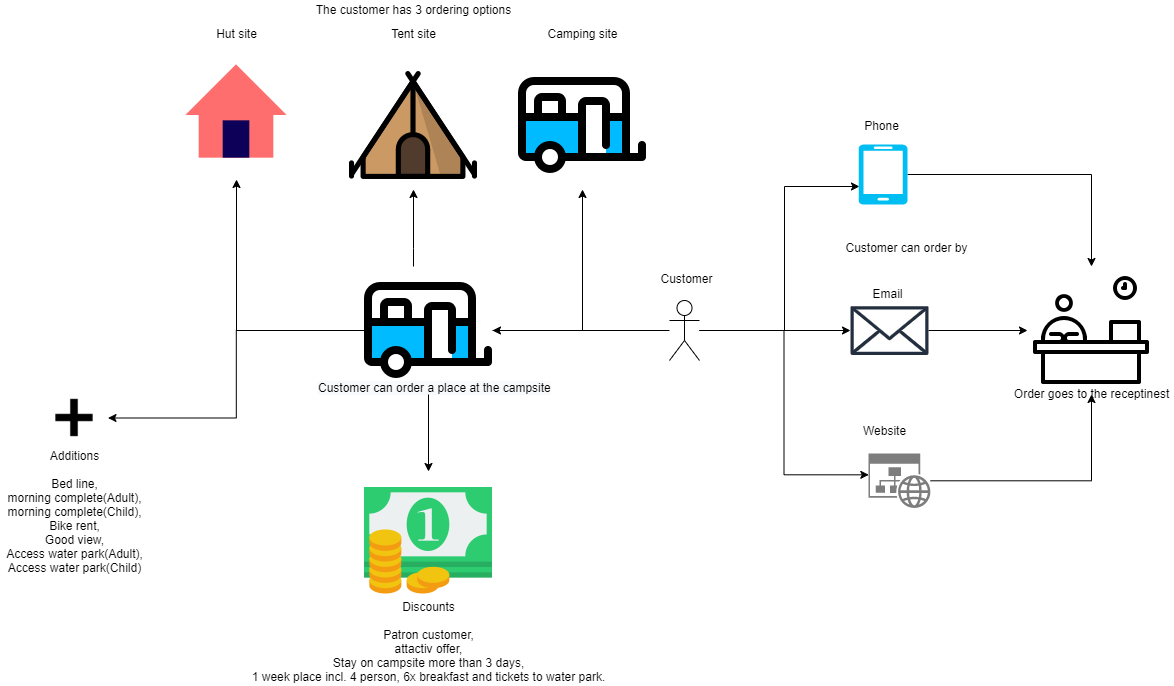 The customer has 3 ordering options
Hut site
Tent site
Camping site
Phone
Customer can order by
Customer
Email
Customer can order a place at the campsite
Order goes to the receptinest
Website
Additions
Bed line,
morning complete(Adult),
morning complete(Child),
Bike rent,
Good view,
Access water park(Adult),
Access water park(Child)
1
Discounts
Patron customer,
attactiv offer,
Stay on campsite more than 3 days,
1 week place incl. 4 person, 6x breakfast and tickets to water park.